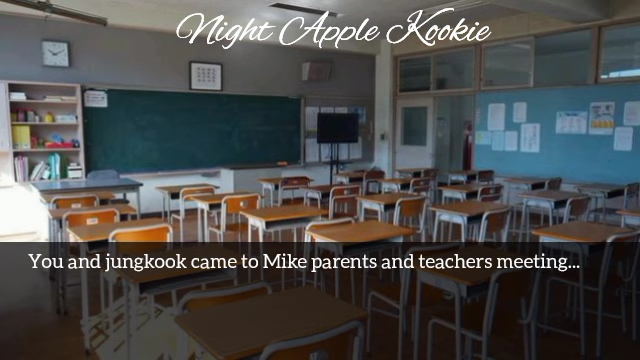 Night Apple Kookie
You and jungkook came to Mike parents and teachers meeting...